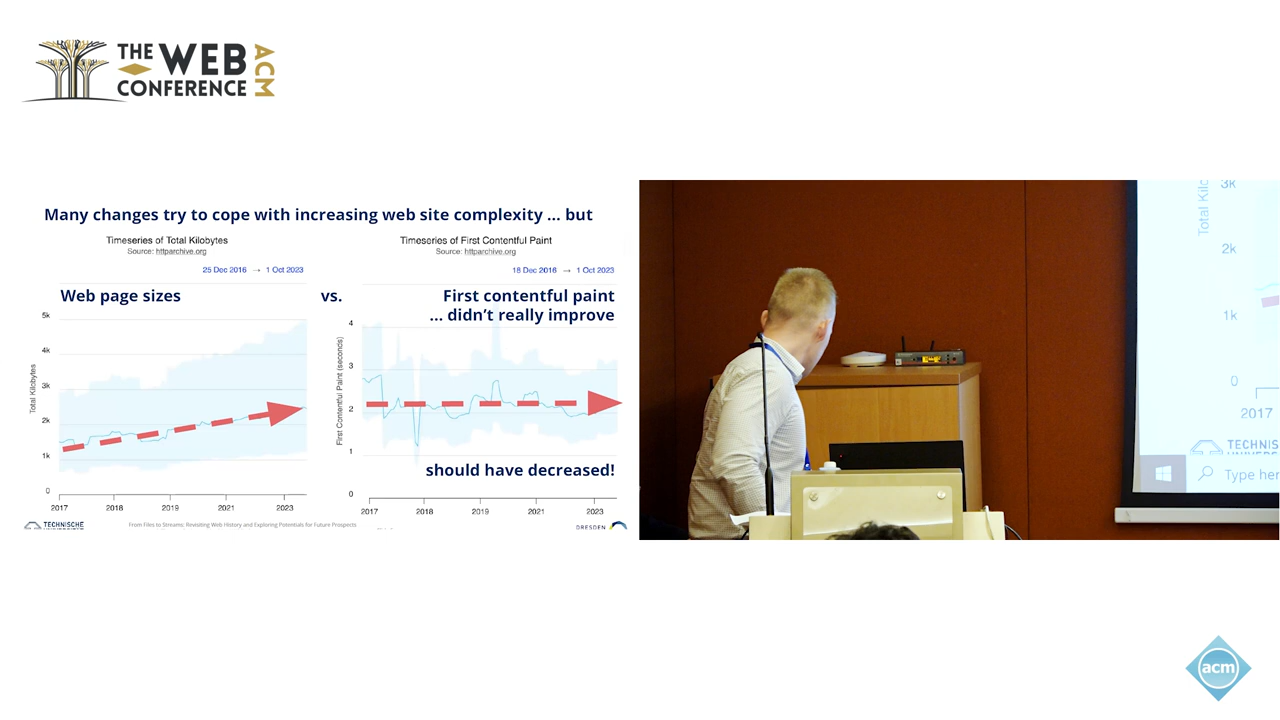 THE WEB
CONFERENCE
ACM
Many changes try to cope with increasing web site complexity ... but
Timeseries of Total Kilobytes
Source: httparchive.org
25 Dec 2016 → 1 Oct 2023
Web page sizes
vs.
5k
4k
3k
2k
1k
0
Total Kilobytes
2017 2018 2019 2021 2023
Timeseries of First Contentful Paint
Source: httparchive.org
18 Dec 2016 → 1 Oct 2023
First contentful paint
... didn't really improve
4
3
2
1
0
First Contentful Paint (seconds)
should have decreased!
2017 2018 2019 2021 2023
TECHNISCHE
From Files to Streams: Revisiting Web History and Exploring Potentials for Future Prospects
DRESDEN
Total Kilo
3k
2k
1k
0
2017
TECHNIS
Type her
acm